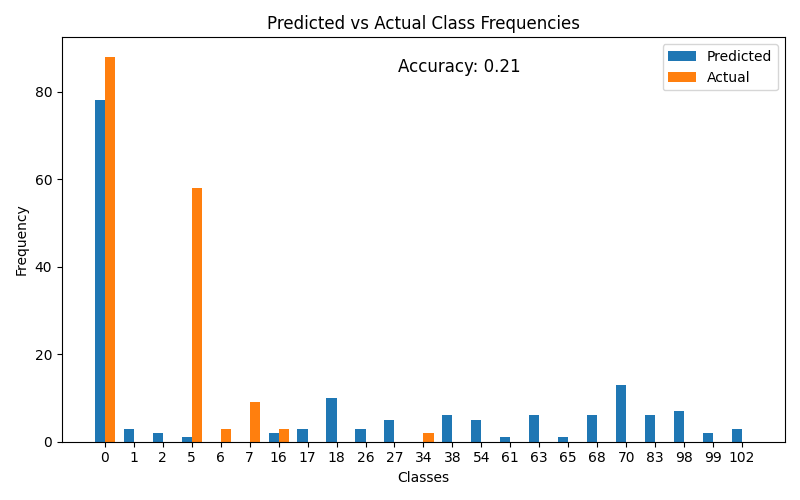 Predicted vs Actual Class Frequencies
Accuracy: 0.21
Predicted
Actual
Frequency
80
60
40
20
0
0 1 2 5 6 7 16 17 18 26 27 34 38 54 61 63 65 68 70 83 98 99 102
Classes